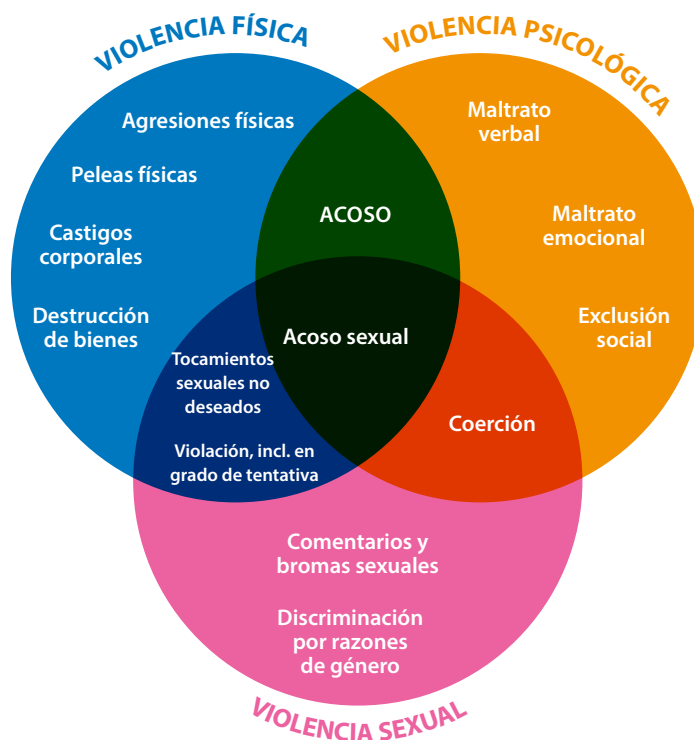 VIOLENCIA FÍSICA
VIOLENCIA PSICOLÓGICA
Agresiones físicas
Peleas físicas
Castigos
corporales
Destrucción
de bienes
ACOSO
Maltrato
verbal
Maltrato
emocional
Exclusión
social
Acoso sexual
Tocamientos
sexuales no
deseados
Violación, incl. en
grado de tentativa
Coerción
Comentarios y
bromas sexuales
Discriminación
por razones
de género
VIOLENCIA SEXUAL